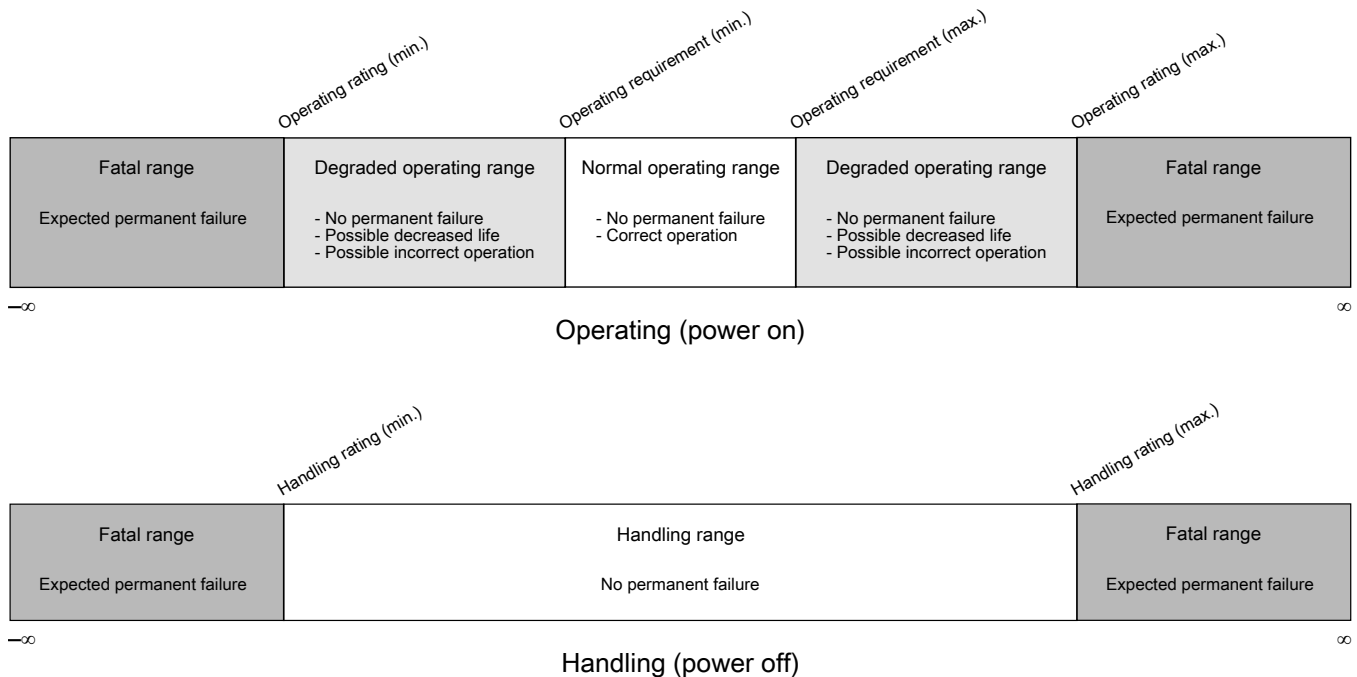 Operating rating (min.)
Operating requirement (min.)
Operating requirement (max.)
Operating rating (max.)
Fatal range
Expected permanent failure
Degraded operating range
- No permanent failure
- Possible decreased life
- Possible incorrect operation
Normal operating range
- No permanent failure
- Correct operation
Degraded operating range
- No permanent failure
- Possible decreased life
- Possible incorrect operation
Fatal range
Expected permanent failure
–∞
∞
Operating (power on)
Handling rating (min.)
Handling rating (max.)
Fatal range
Expected permanent failure
Handling range
No permanent failure
Fatal range
Expected permanent failure
–∞
∞
Handling (power off)